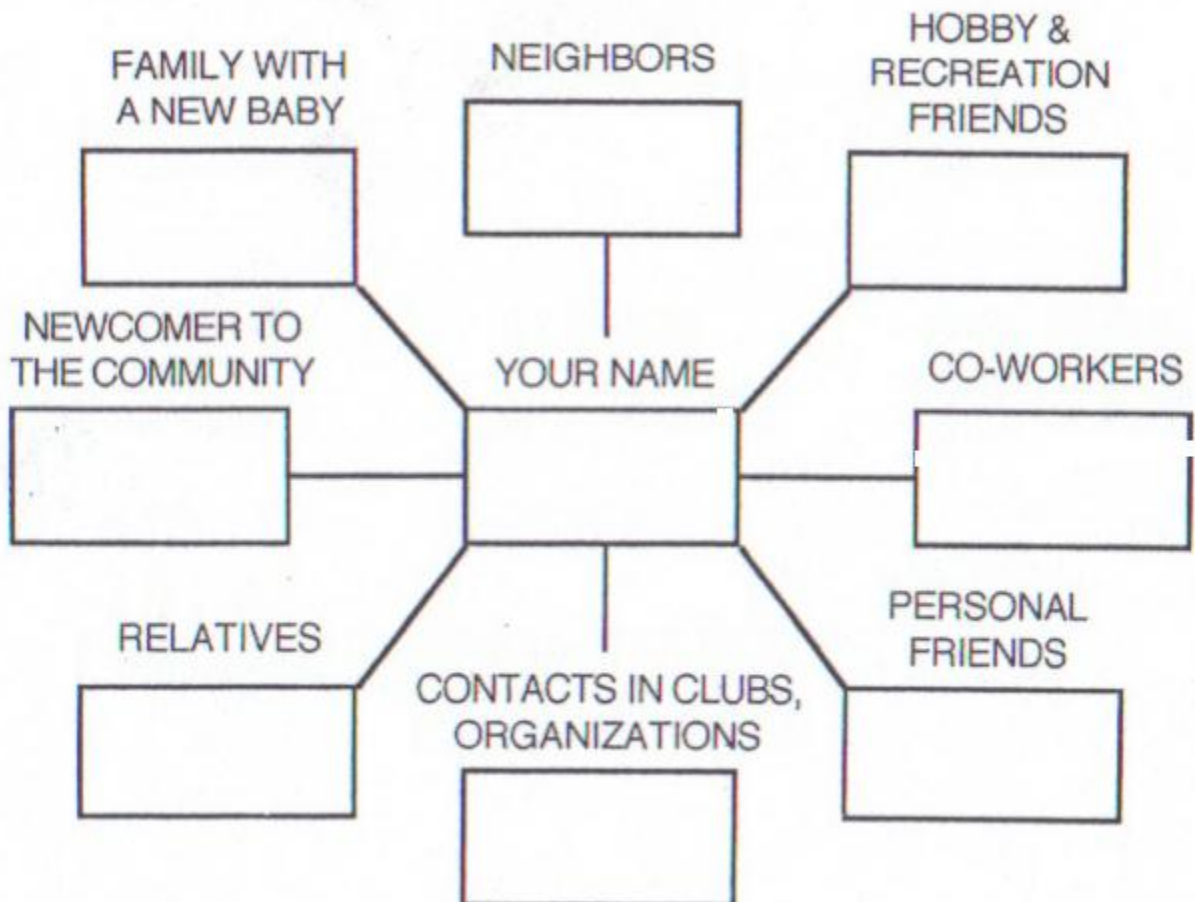 FAMILY WITH
A NEW BABY
NEIGHBORS
HOBBY &
RECREATION
FRIENDS
NEWCOMER TO
THE COMMUNITY
YOUR NAME
CO-WORKERS
RELATIVES
CONTACTS IN CLUBS,
ORGANIZATIONS
PERSONAL
FRIENDS